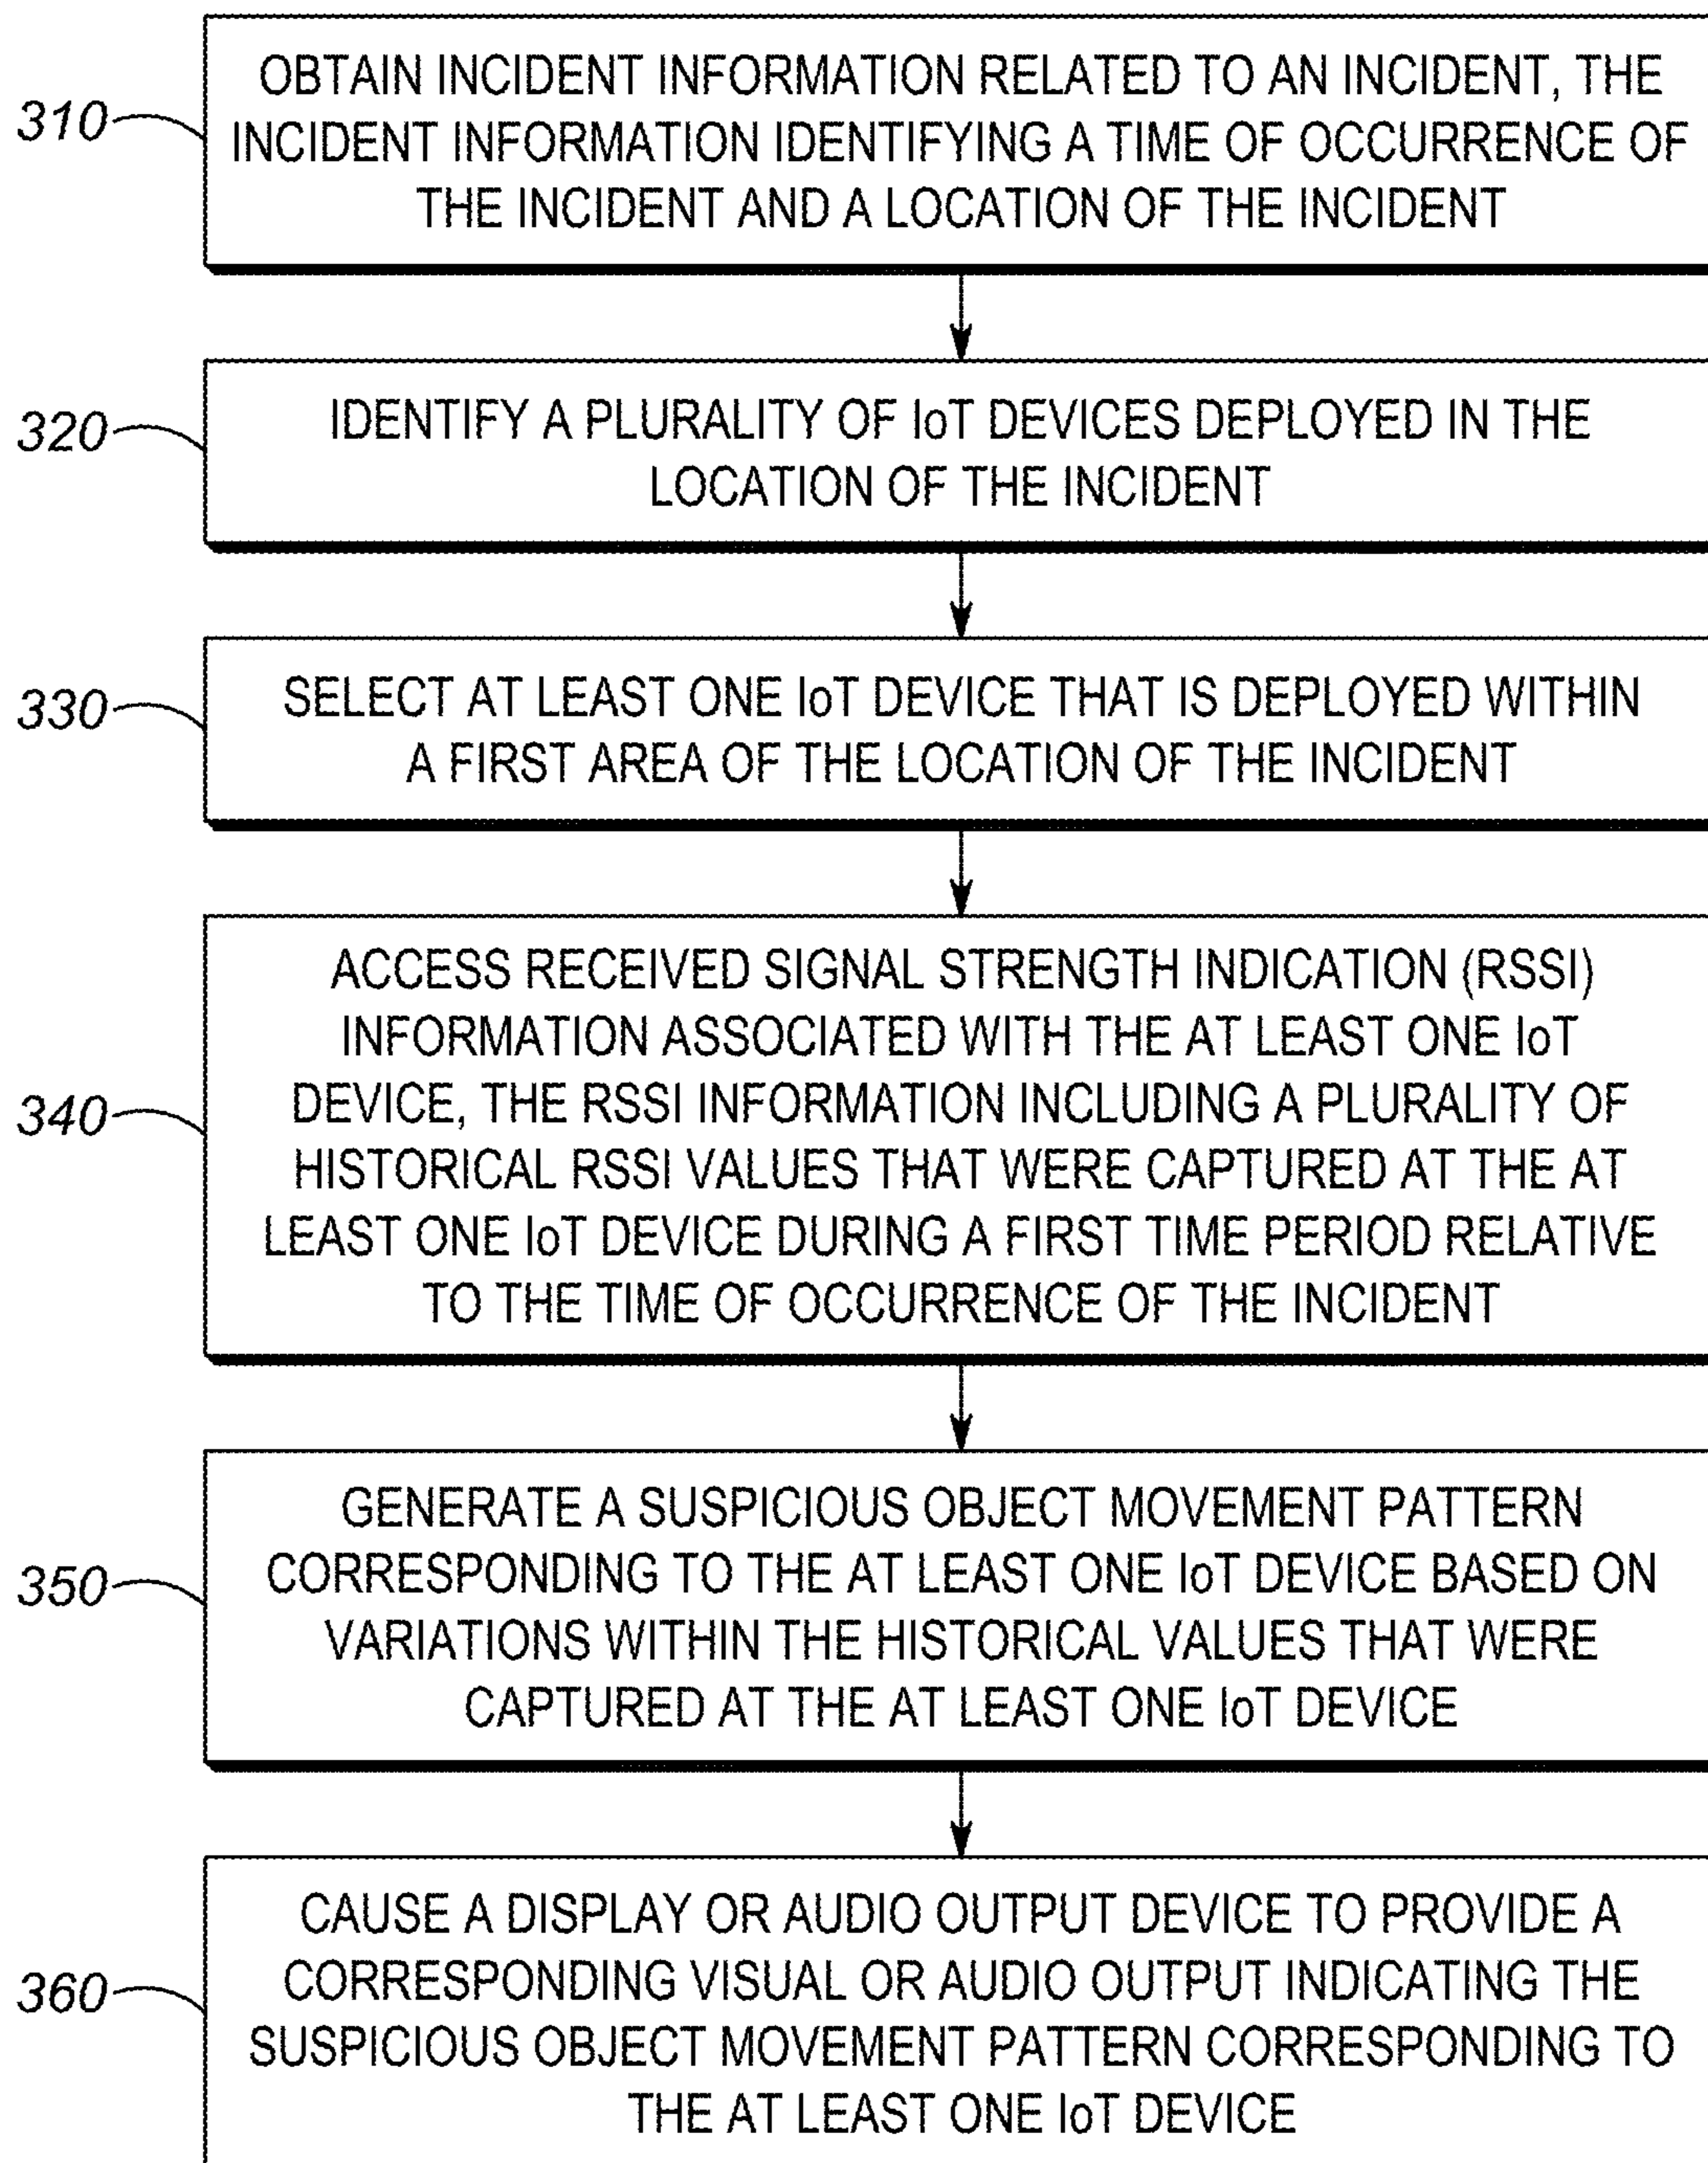 310
OBTAIN INCIDENT INFORMATION RELATED TO AN INCIDENT, THE
INCIDENT INFORMATION IDENTIFYING A TIME OF OCCURRENCE OF
THE INCIDENT AND A LOCATION OF THE INCIDENT
320
IDENTIFY A PLURALITY OF IoT DEVICES DEPLOYED IN THE
LOCATION OF THE INCIDENT
330
SELECT AT LEAST ONE IoT DEVICE THAT IS DEPLOYED WITHIN
A FIRST AREA OF THE LOCATION OF THE INCIDENT
340
ACCESS RECEIVED SIGNAL STRENGTH INDICATION (RSSI)
INFORMATION ASSOCIATED WITH THE AT LEAST ONE IoT
DEVICE, THE RSSI INFORMATION INCLUDING A PLURALITY OF
HISTORICAL RSSI VALUES THAT WERE CAPTURED AT THE AT
LEAST ONE IoT DEVICE DURING A FIRST TIME PERIOD RELATIVE
TO THE TIME OF OCCURRENCE OF THE INCIDENT
350
GENERATE A SUSPICIOUS OBJECT MOVEMENT PATTERN
CORRESPONDING TO THE AT LEAST ONE IoT DEVICE BASED ON
VARIATIONS WITHIN THE HISTORICAL VALUES THAT WERE
CAPTURED AT THE AT LEAST ONE IoT DEVICE
360
CAUSE A DISPLAY OR AUDIO OUTPUT DEVICE TO PROVIDE A
CORRESPONDING VISUAL OR AUDIO OUTPUT INDICATING THE
SUSPICIOUS OBJECT MOVEMENT PATTERN CORRESPONDING TO
THE AT LEAST ONE IoT DEVICE